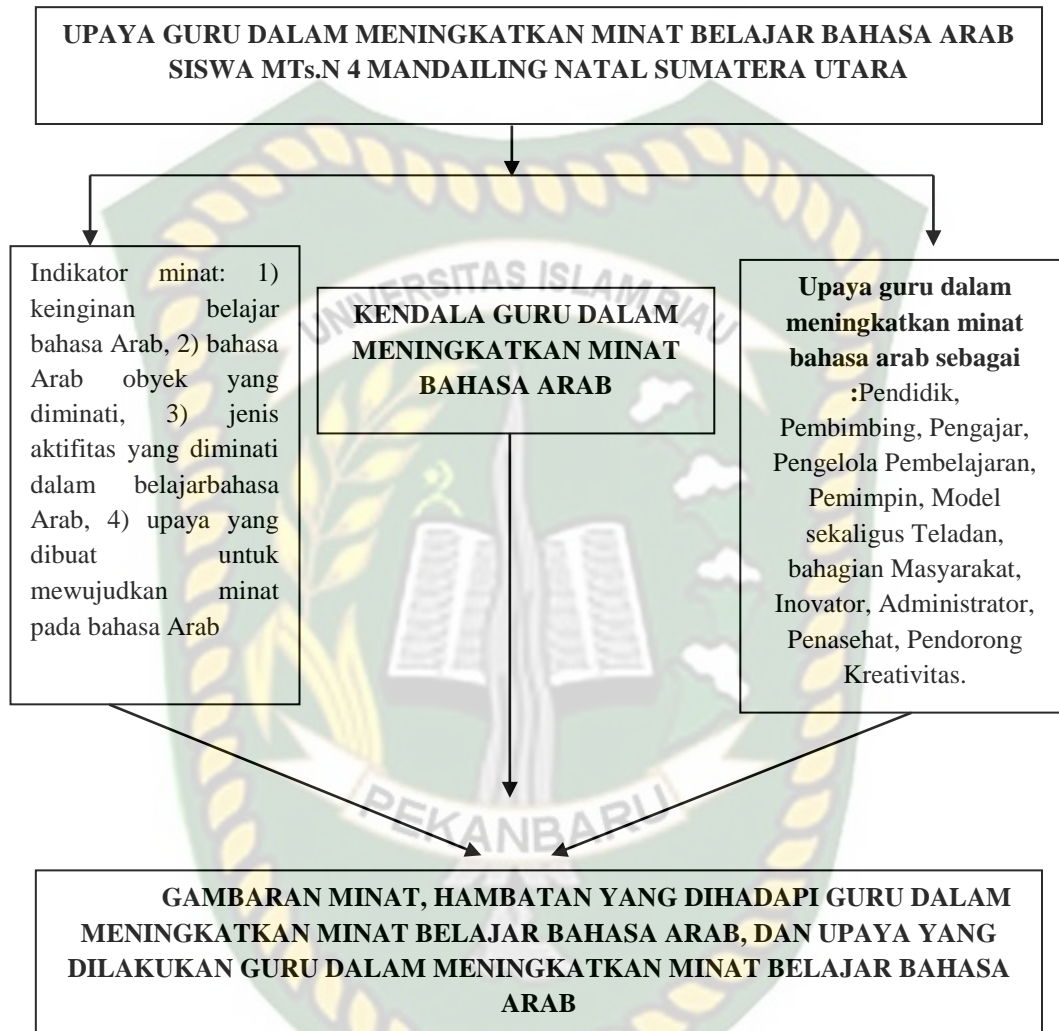 UPAYA GURU DALAM MENINGKATKAN MINAT BELAJAR BAHASA ARAB
SISWA MTs.N 4 MANDAILING NATAL SUMATERA UTARA
Indikator minat: 1)
keinginan belajar
bahasa Arab, 2) bahasa
Arab obyek yang
diminati, 3) jenis
aktifitas yang diminati
dalam belajarbahasa
Arab, 4) upaya yang
dibuat untuk
mewujudkan minat
pada bahasa Arab
UNIVERSITAS ISLAM RIAU
KENDALA GURU DALAM
MENINGKATKAN MINAT
BAHASA ARAB
Upaya guru dalam
meningkatkan minat
bahasa arab sebagai
:Pendidik,
Pembimbing, Pengajar,
Pengelola Pembelajaran,
Pemimpin, Model
sekaligus Teladan,
bahagian Masyarakat,
Inovator, Administrator,
Penasehat, Pendorong
Kreativitas.
PEKANBARU
GAMBARAN MINAT, HAMBATAN YANG DIHADAPI GURU DALAM
MENINGKATKAN MINAT BELAJAR BAHASA ARAB, DAN UPAYA YANG
DILAKUKAN GURU DALAM MENINGKATKAN MINAT BELAJAR BAHASA
ARAB